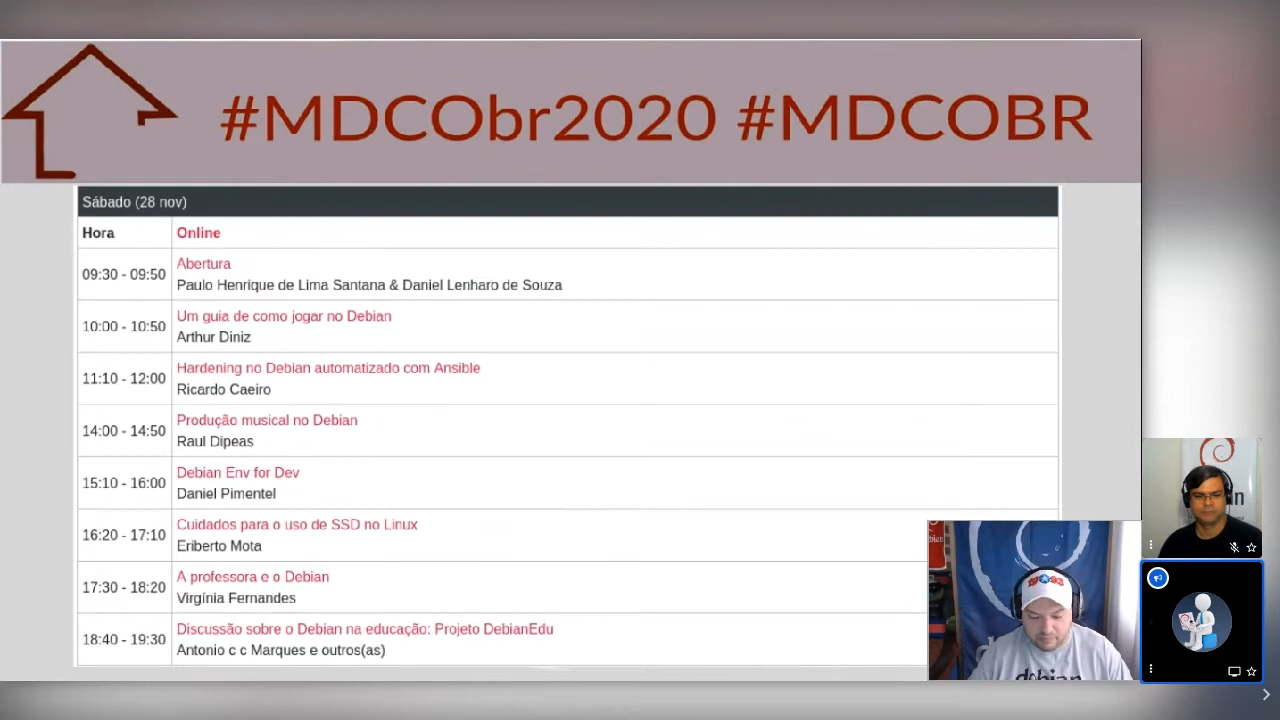 #MDCObr2020 #MDCOBR
Sábado (28 nov)
Hora Online
09:30 - 09:50 Abertura
Paulo Henrique de Lima Santana & Daniel Lenharo de Souza
10:00 - 10:50 Um guia de como jogar no Debian
Arthur Diniz
11:10 - 12:00 Hardening no Debian automatizado com Ansible
Ricardo Caeiro
14:00 - 14:50 Produção musical no Debian
Raul Dipeas
15:10 - 16:00 Debian Env for Dev
Daniel Pimentel
16:20 - 17:10 Cuidados para o uso de SSD no Linux
Eriberto Mota
17:30 - 18:20 A professora e o Debian
Virgínia Fernandes
18:40 - 19:30 Discussão sobre o Debian na educação: Projeto DebianEdu
Antonio c c Marques e outros(as)
debian